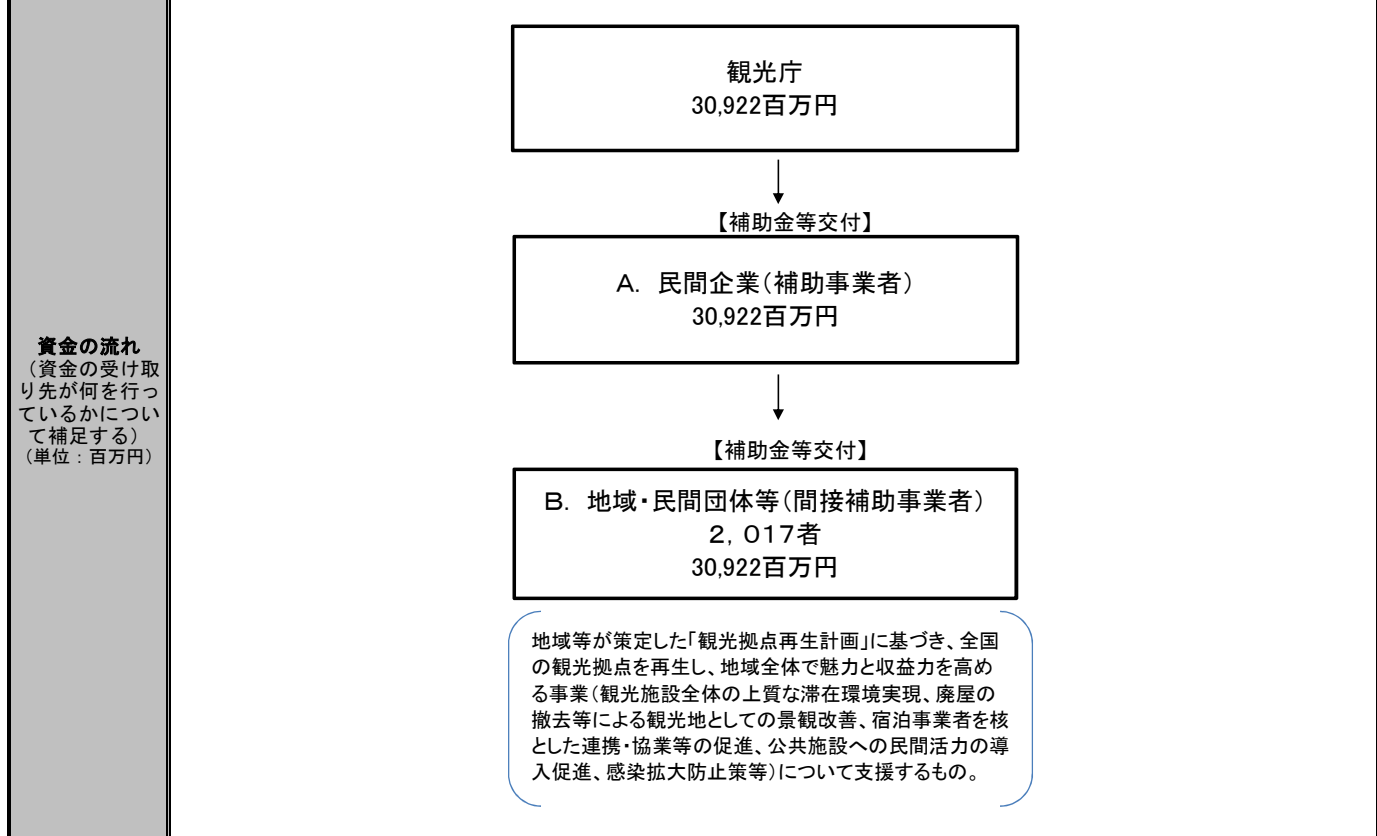 資金の流れ
（資金の受け取
り先が何を行っ
ているかについ
て補足する）
（単位：百万円）
観光庁
30,922百万円
【補助金等交付】
A. 民間企業（補助事業者）
30,922百万円
【補助金等交付】
B. 地域・民間団体等（間接補助事業者）
２，０１７者
30,922百万円
地域等が策定した「観光拠点再生計画」に基づき、全国
の観光拠点を再生し、地域全体で魅力と収益力を高め
る事業（観光施設全体の上質な滞在環境実現、廃屋の
撤去等による観光地としての景観改善、宿泊事業者を核
とした連携・協業等の促進、公共施設への民間活力の導
入促進、感染拡大防止策等）について支援するもの。